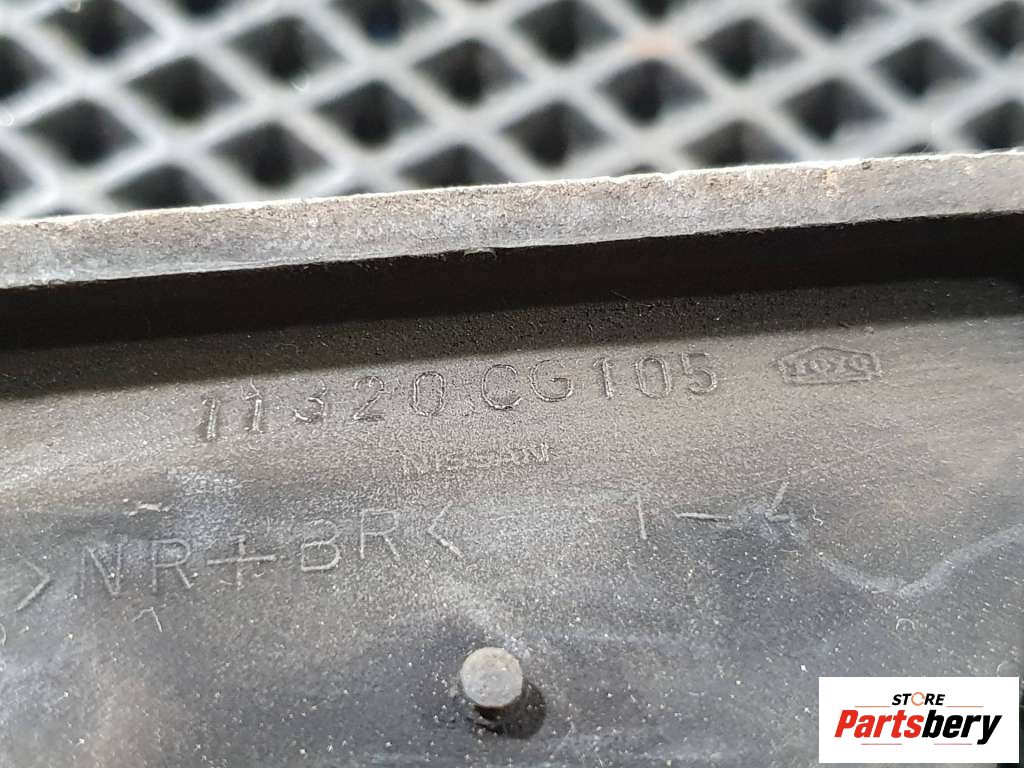 11320 CG105 TOYO
NISSAN
>NR+BR< 1-4
STORE
Partsbery